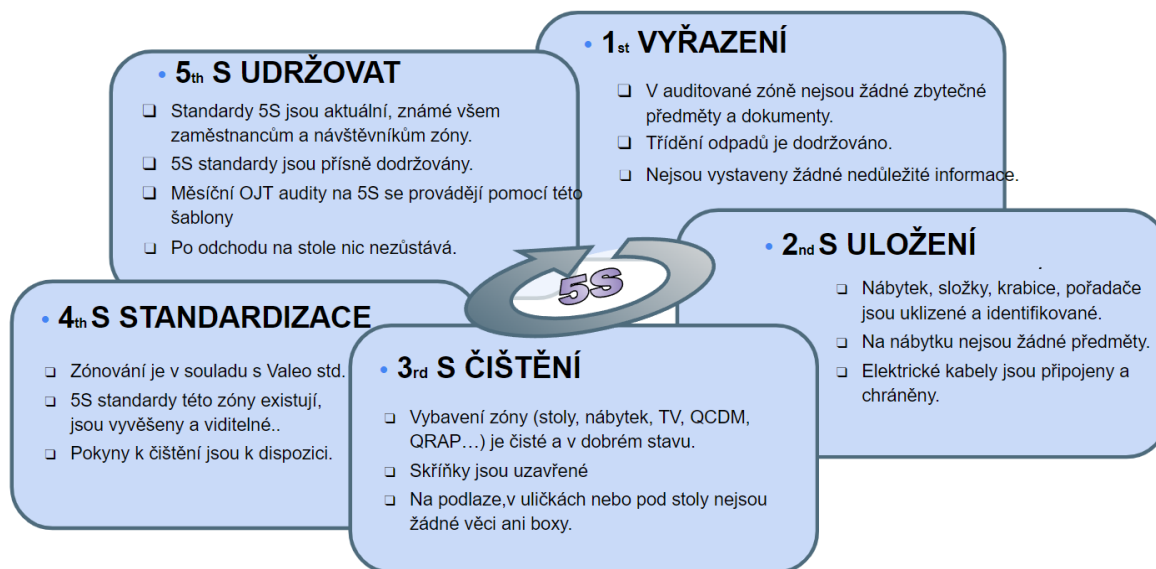 • 1st VYŘAZENÍ
❑ V auditované zóně nejsou žádné zbytečné
předměty a dokumenty.
❑ Třídění odpadů je dodržováno.
❑ Nejsou vystaveny žádné nedůležité informace.
• 2nd S ULOŽENÍ
.
❑ Nábytek, složky, krabice, pořadače
jsou uklizené a identifikované.
❑ Na nábytku nejsou žádné předměty.
❑ Elektrické kabely jsou připojeny a
chráněny.
• 3rd S ČIŠTĚNÍ
❑ Vybavení zóny (stoly, nábytek, TV, QCDM,
QRAP…) je čisté a v dobrém stavu.
❑ Skříňky jsou uzavřené
❑ Na podlaze,v uličkách nebo pod stoly nejsou
žádné věci ani boxy.
• 4th S STANDARDIZACE
❑ Zónování je v souladu s Valeo std.
❑ 5S standardy této zóny existují,
jsou vyvěšeny a viditelné..
❑ Pokyny k čištění jsou k dispozici.
• 5th S UDRŽOVAT
❑ Standardy 5S jsou aktuální, známé všem
zaměstnancům a návštěvníkům zóny.
❑ 5S standardy jsou přísně dodržovány.
❑ Měsíční OJT audity na 5S se provádějí pomocí této
šablony
❑ Po odchodu na stole nic nezůstává.
5S